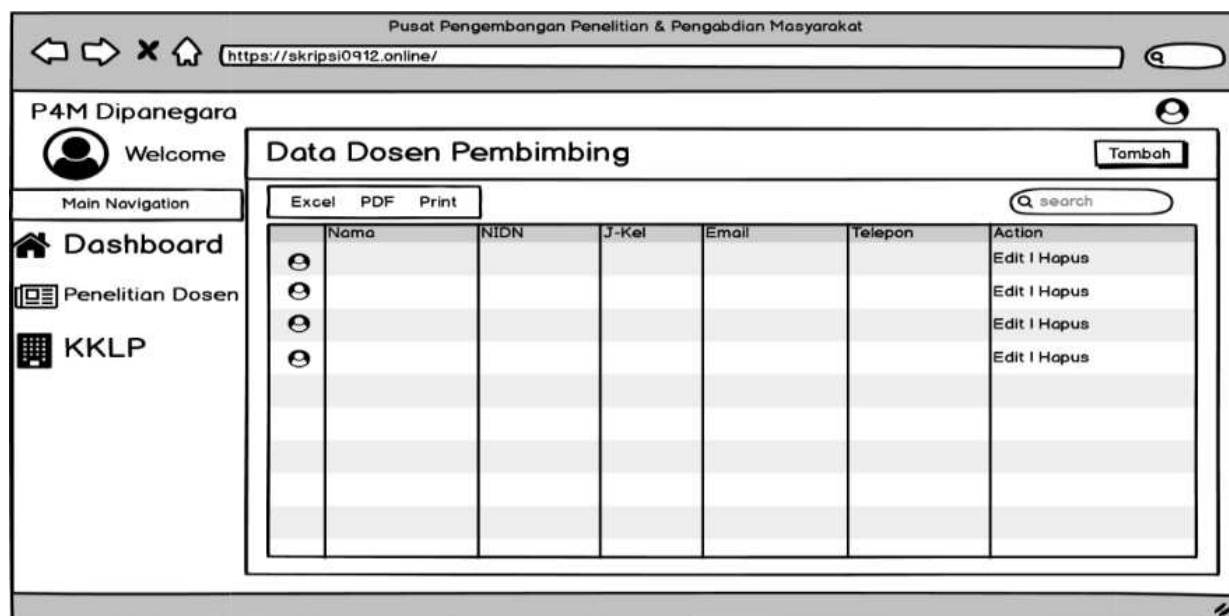 Pusat Pengembangan Penelitian & Pengabdian Masyarakat
https://skripsi0912.online/
P4M Dipanegara
Welcome
Main Navigation
Dashboard
Penelitian Dosen
KKLP
Data Dosen Pembimbing
Tambah
Excel PDF Print
search
Nama NIDN J-Kel Email Telepon Action
Edit | Hapus
Edit | Hapus
Edit | Hapus
Edit | Hapus